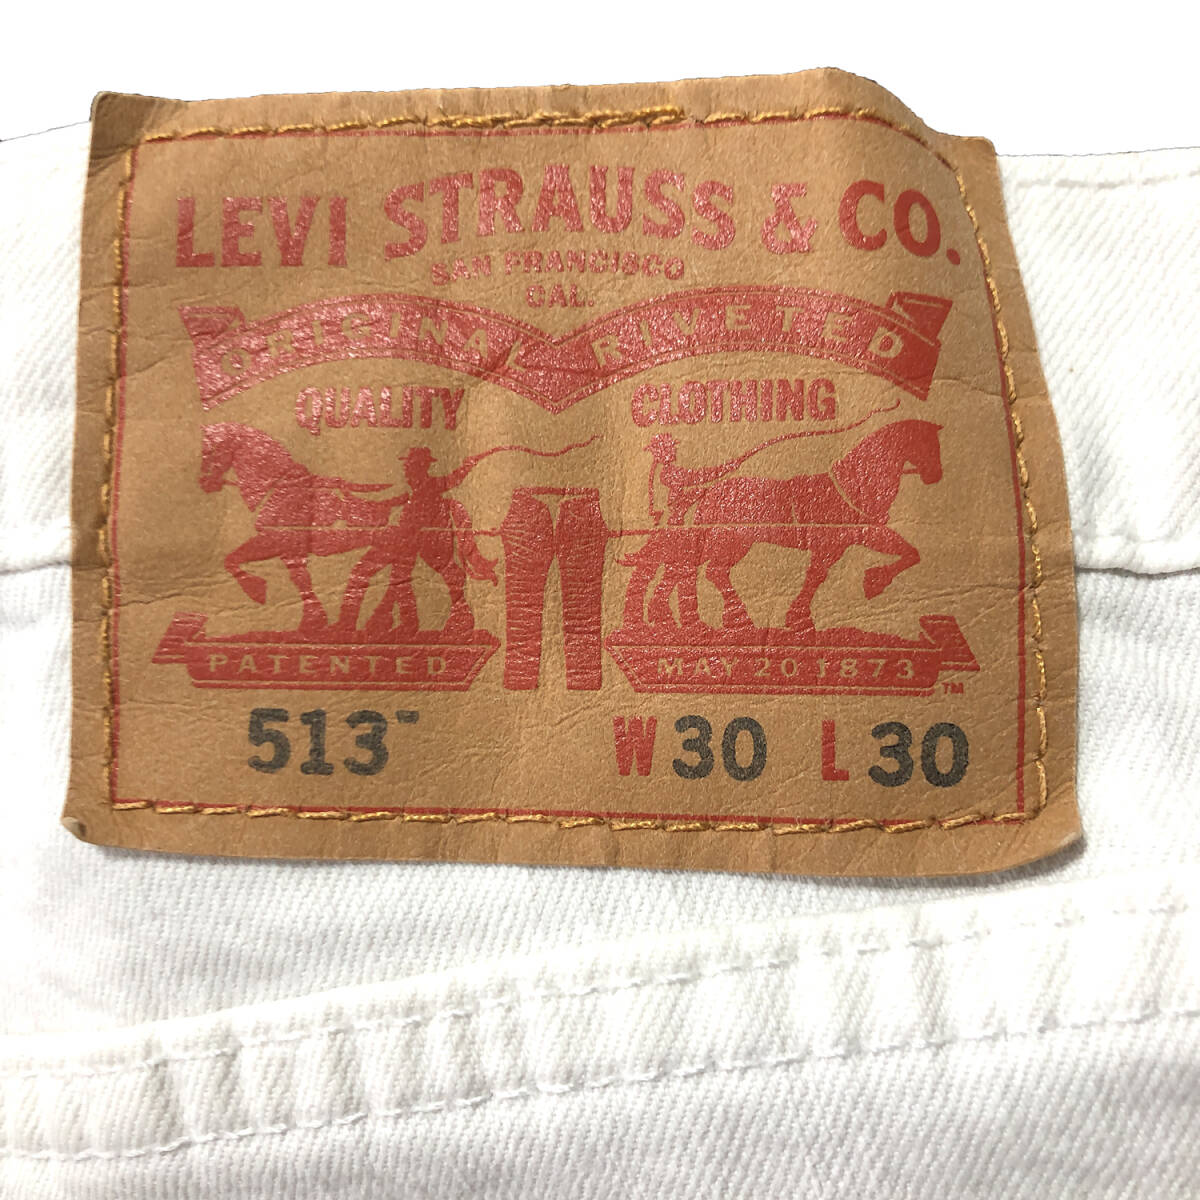 LEVI STRAUSS & CO.
SAN FRANCISCO
CAL.
ORIGINAL RIVETED
QUALITY CLOTHING
PATENTED MAY 20 1873 ™
513™ W30 L30